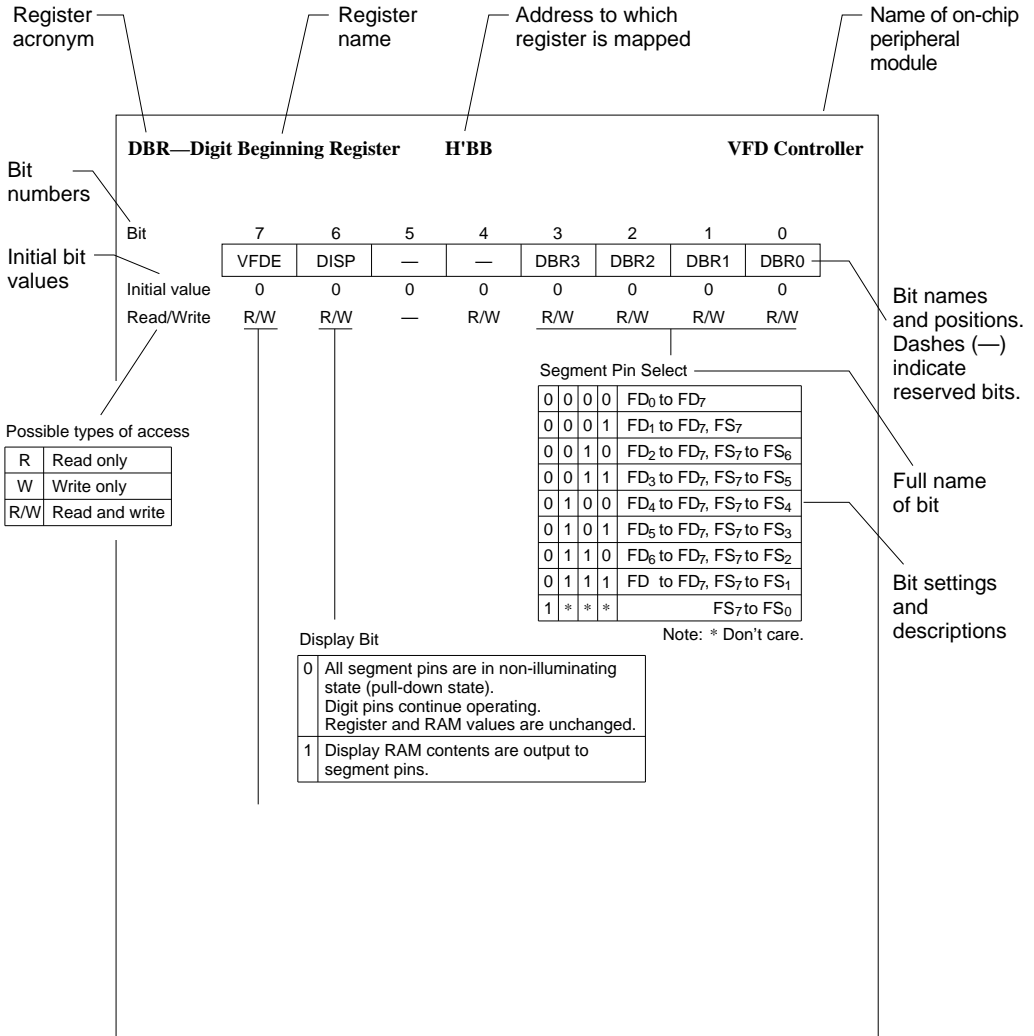 Register acronym
Register name
Address to which register is mapped
Name of on-chip peripheral module
DBR—Digit Beginning Register H'BB VFD Controller
Bit numbers
Bit 7 6 5 4 3 2 1 0
VFDE DISP — — DBR3 DBR2 DBR1 DBR0
Initial bit values
Initial value 0 0 0 0 0 0 0 0
Read/Write R/W R/W — R/W R/W R/W R/W R/W
Bit names and positions. Dashes (—) indicate reserved bits.
Possible types of access
R Read only
W Write only
R/W Read and write
Segment Pin Select
0 0 0 0 FD0 to FD7
0 0 0 1 FD1 to FD7, FS7
0 0 1 0 FD2 to FD7, FS7 to FS6
0 0 1 1 FD3 to FD7, FS7 to FS5
0 1 0 0 FD4 to FD7, FS7 to FS4
0 1 0 1 FD5 to FD7, FS7 to FS3
0 1 1 0 FD6 to FD7, FS7 to FS2
0 1 1 1 FD to FD7, FS7 to FS1
1 * * * FS7 to FS0
Note: * Don't care.
Full name of bit
Bit settings and descriptions
Display Bit
0 All segment pins are in non-illuminating
state (pull-down state).
Digit pins continue operating.
Register and RAM values are unchanged.
1 Display RAM contents are output to
segment pins.